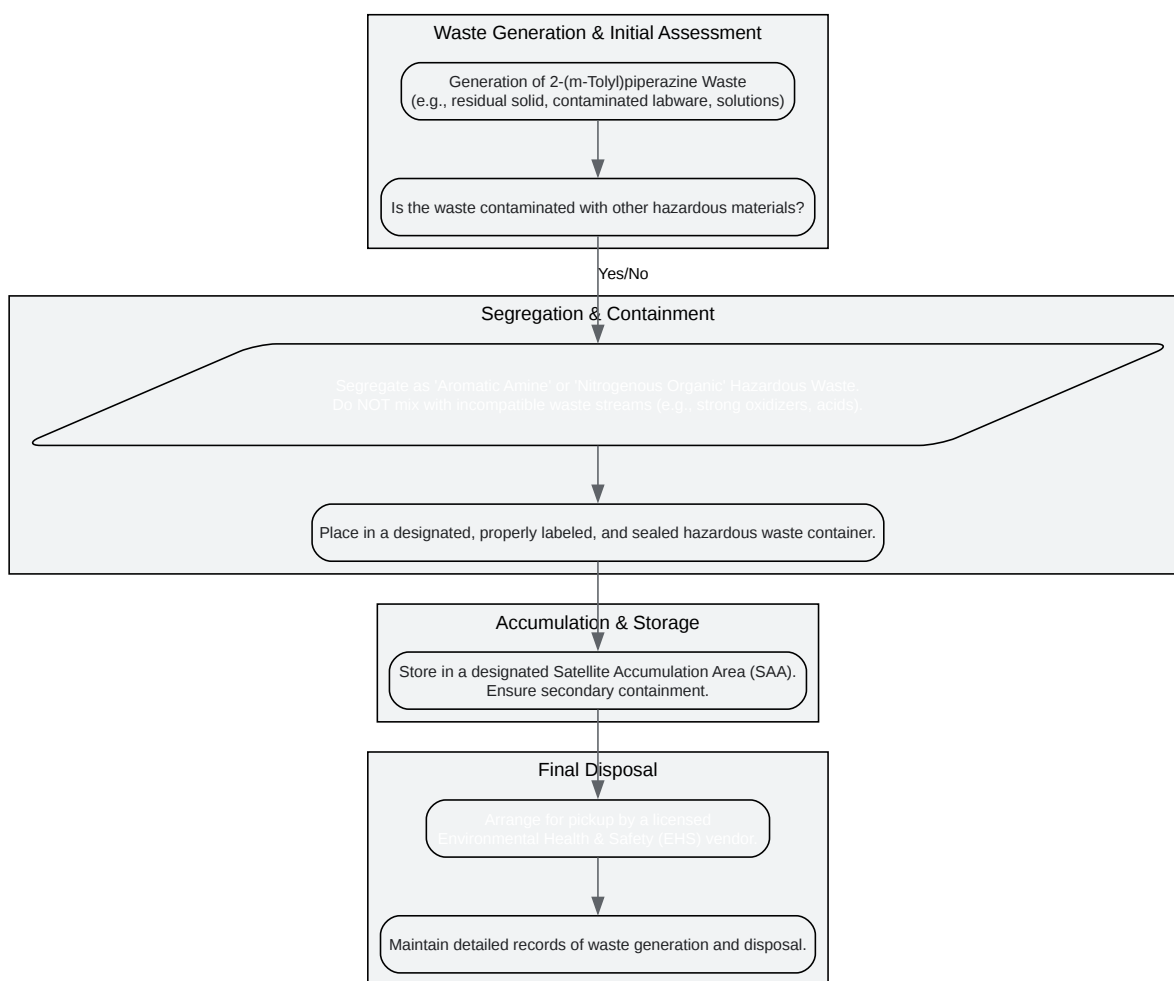 Waste Generation & Initial Assessment
Generation of 2-(m-Tolyl)piperazine Waste
(e.g., residual solid, contaminated labware, solutions)
Is the waste contaminated with other hazardous materials?
Yes/No
Segregation & Containment
Segregate as 'Aromatic Amine' or 'Nitrogenous Organic' Hazardous Waste.
Do NOT mix with incompatible waste streams (e.g., strong oxidizers, acids).
Place in a designated, properly labeled, and sealed hazardous waste container.
Accumulation & Storage
Store in a designated Satellite Accumulation Area (SAA).
Ensure secondary containment.
Final Disposal
Arrange for pickup by a licensed
Environmental Health & Safety (EHS) vendor.
Maintain detailed records of waste generation and disposal.